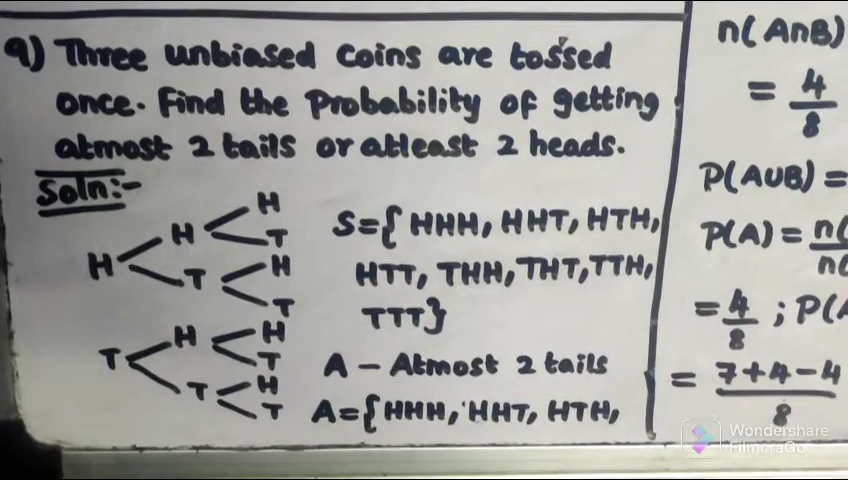 9) Three unbiased coins are tossed
once. Find the Probability of getting
atmost 2 tails or atleast 2 heads.
Soln:-
H
H
T
H
H
T
T
S={ HHH, HHT, HTH,
HTT, THH, THT, TTH,
TTT}
T
H
H
T
T
H
T
A - Atmost 2 tails
A={HHH, HHT, HTH,
n(A∩B)
= 4/8
P(A∪B) =
P(A) = n(
n(
= 4/8 ; P(A
= 7+4-4
8
Wondershare
FilmoraGo